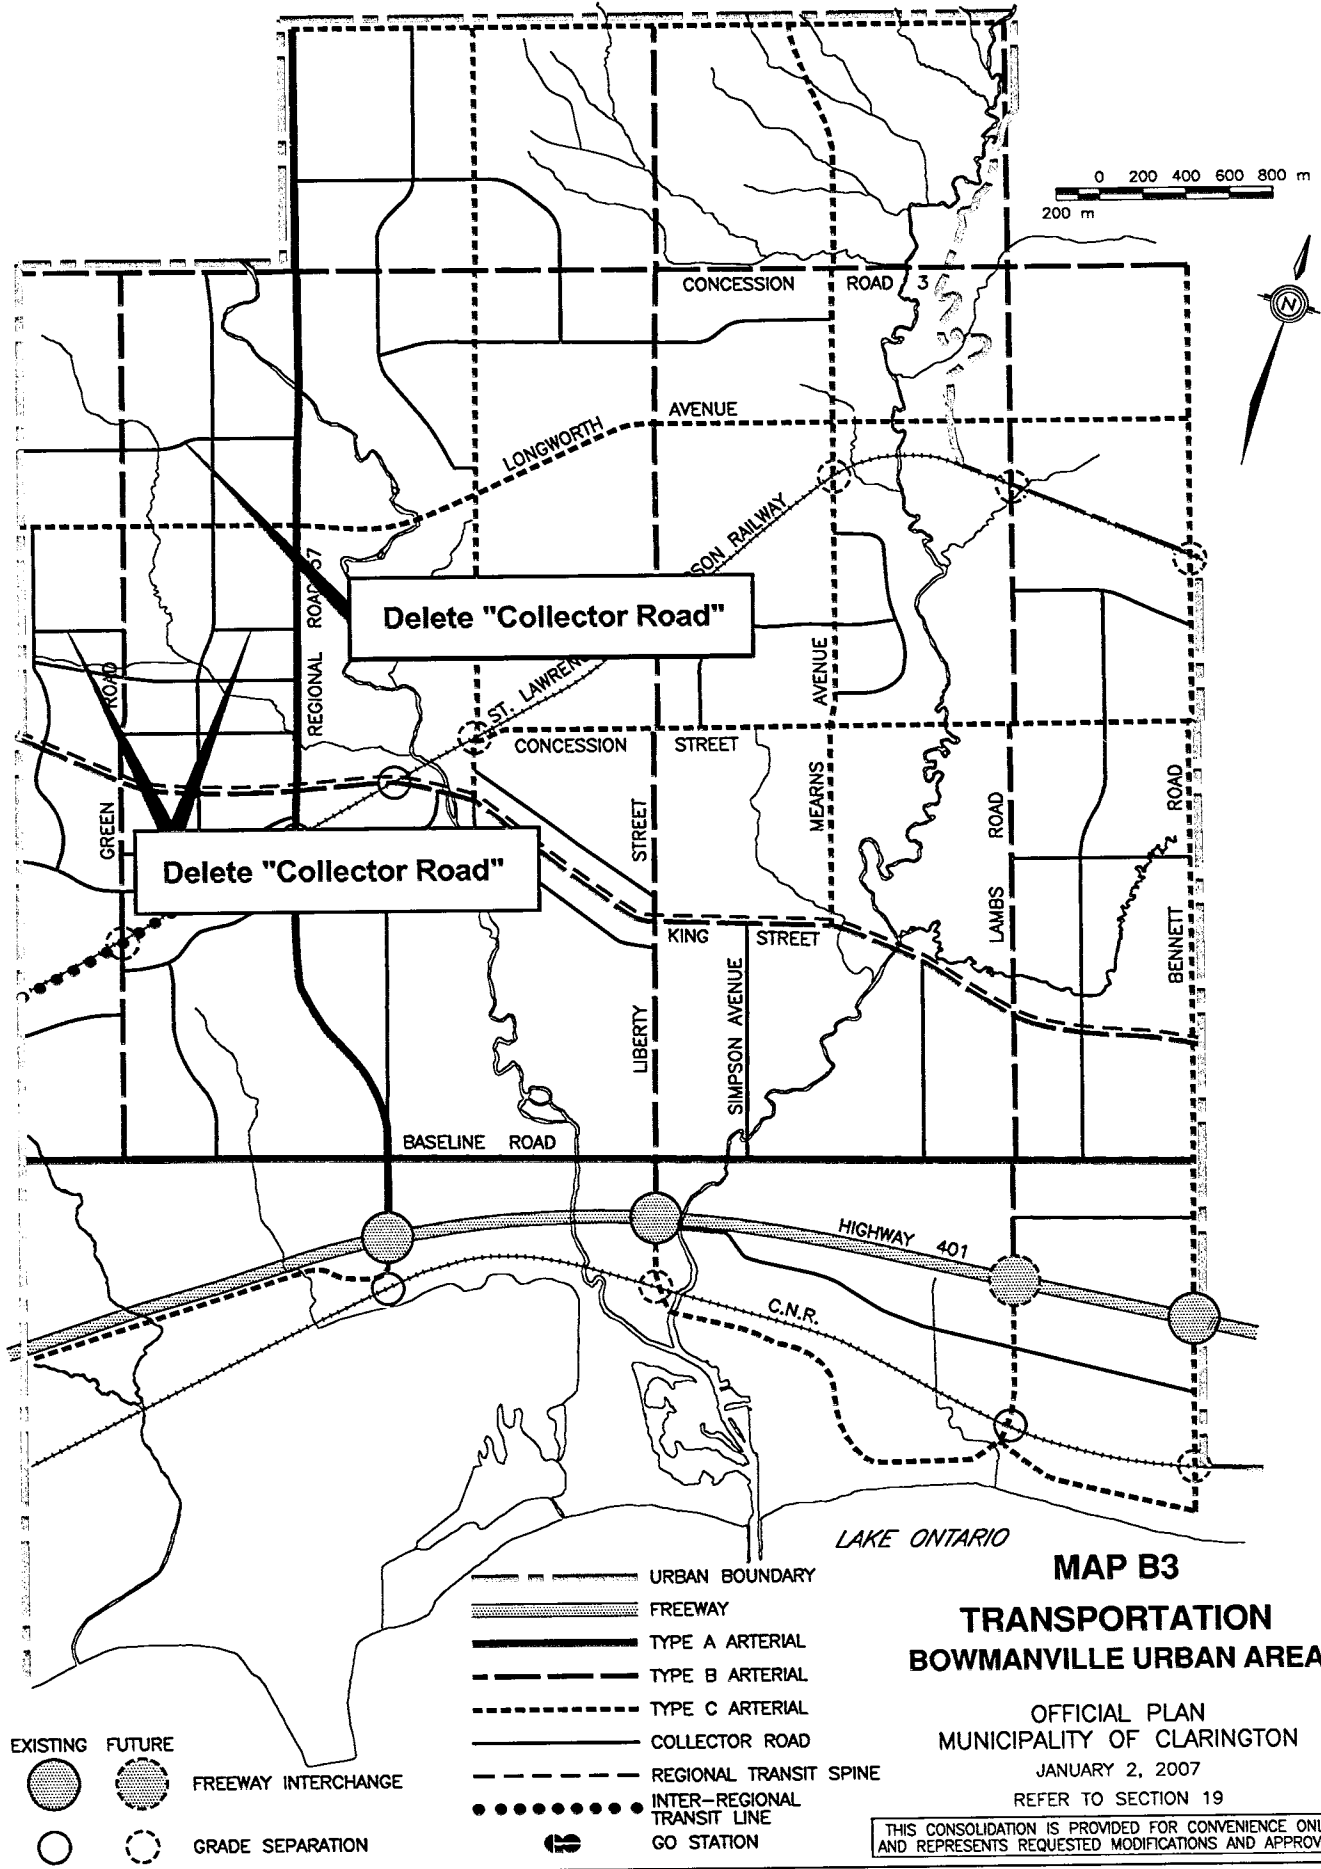 0 200 400 600 800 m
200 m
N
CONCESSION ROAD 3
LONGWORTH AVENUE
REGIONAL ROAD 57
RAILWAY
ST. LAWREN
Delete "Collector Road"
ROAD
GREEN
CONCESSION STREET
AVENUE
MEARNS
STREET
LIBERTY
ROAD
LAMBS
ROAD
BENNETT
Delete "Collector Road"
KING STREET
SIMPSON AVENUE
BASELINE ROAD
HIGHWAY 401
C.N.R.
LAKE ONTARIO
MAP B3
TRANSPORTATION
BOWMANVILLE URBAN AREA
OFFICIAL PLAN
MUNICIPALITY OF CLARINGTON
JANUARY 2, 2007
REFER TO SECTION 19
THIS CONSOLIDATION IS PROVIDED FOR CONVENIENCE ONL
AND REPRESENTS REQUESTED MODIFICATIONS AND APPROV
URBAN BOUNDARY
FREEWAY
TYPE A ARTERIAL
TYPE B ARTERIAL
TYPE C ARTERIAL
COLLECTOR ROAD
REGIONAL TRANSIT SPINE
INTER-REGIONAL
TRANSIT LINE
GO STATION
EXISTING FUTURE
FREEWAY INTERCHANGE
GRADE SEPARATION